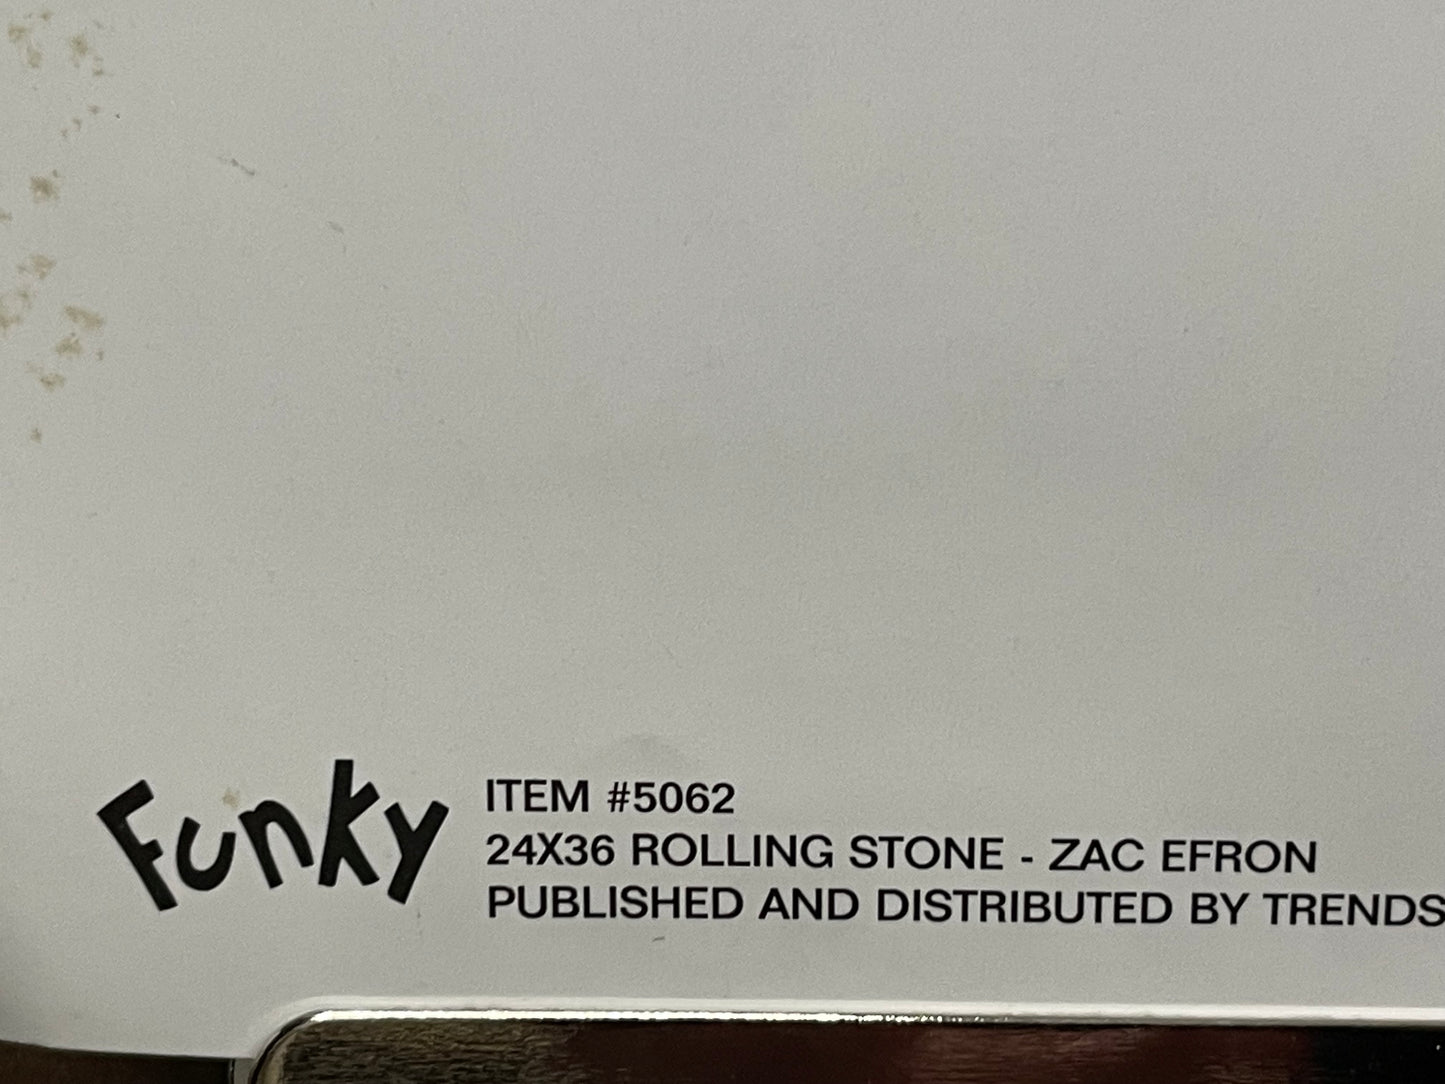 Funky
ITEM #5062
24X36 ROLLING STONE - ZAC EFRON
PUBLISHED AND DISTRIBUTED BY TRENDS